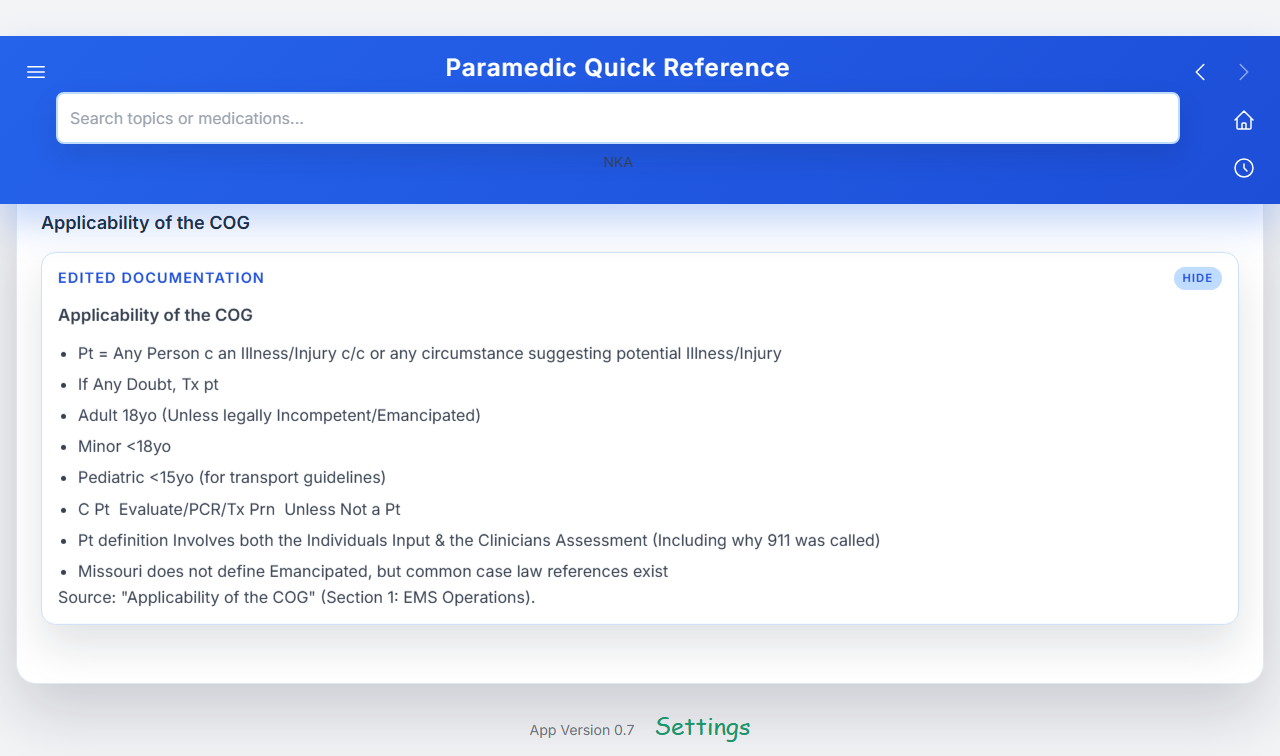 Paramedic Quick Reference
Search topics or medications...
NKA
Applicability of the COG
EDITED DOCUMENTATION
HIDE
Applicability of the COG
• Pt = Any Person c an Illness/Injury c/c or any circumstance suggesting potential Illness/Injury
• If Any Doubt, Tx pt
• Adult 18yo (Unless legally Incompetent/Emancipated)
• Minor <18yo
• Pediatric <15yo (for transport guidelines)
• C Pt  Evaluate/PCR/Tx Prn  Unless Not a Pt
• Pt definition Involves both the Individuals Input & the Clinicians Assessment (Including why 911 was called)
• Missouri does not define Emancipated, but common case law references exist
Source: "Applicability of the COG" (Section 1: EMS Operations).
App Version 0.7 Settings